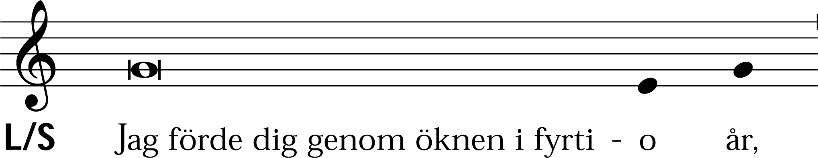 L/S Jag förde dig genom öknen i fyrti - o år,